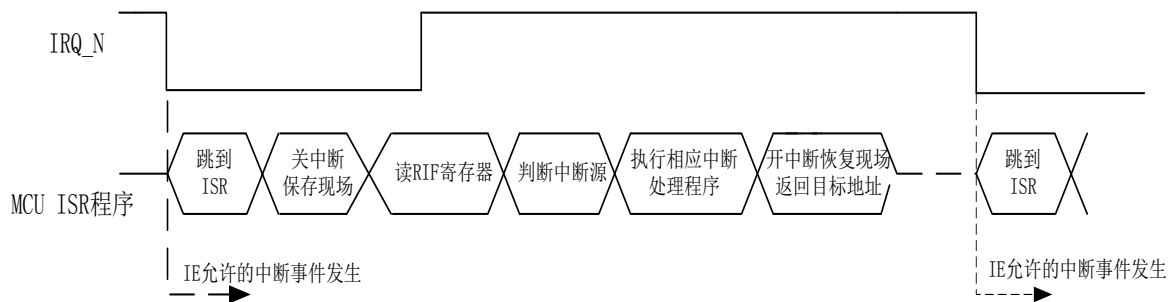 IRQ_N
MCU ISR程序
跳到
ISR
关中断
保存现场
读RIF寄存器
判断中断源
执行相应中断
处理程序
开中断恢复现场
返回目标地址
跳到
ISR
IE允许的中断事件发生
IE允许的中断事件发生